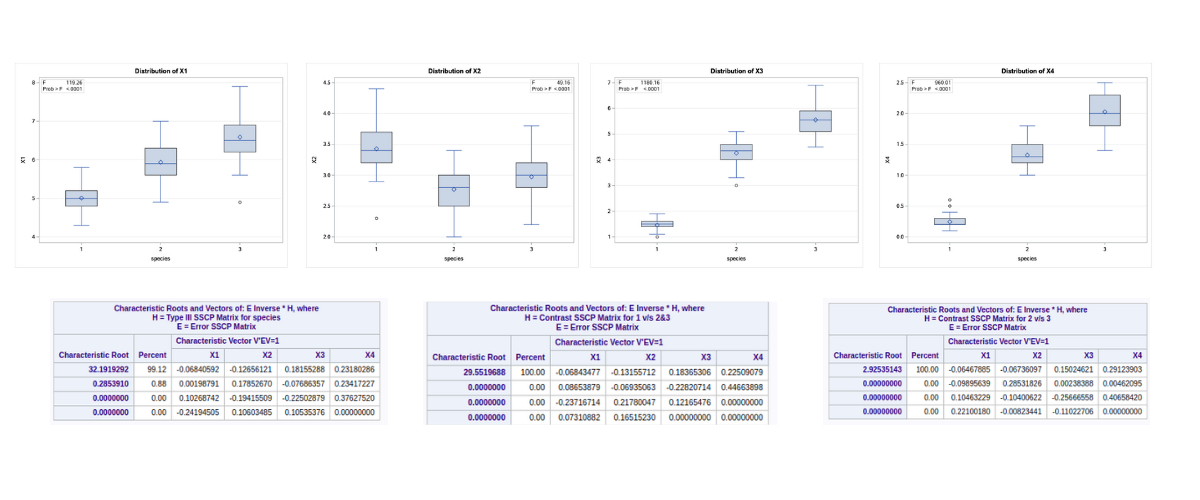 Distribution of X1
F 119.26
Prob > F <.0001
8
7
6
5
4
X1
1 2 3
species
Distribution of X2
F 49.16
Prob > F <.0001
4.5
4.0
3.5
3.0
2.5
2.0
X2
1 2 3
species
Distribution of X3
F 1180.16
Prob > F <.0001
7
6
5
4
3
2
1
X3
1 2 3
species
Distribution of X4
F 960.01
Prob > F <.0001
2.5
2.0
1.5
1.0
0.5
0.0
X4
1 2 3
species
Characteristic Roots and Vectors of: E Inverse * H, where
H = Type III SSCP Matrix for species
E = Error SSCP Matrix
Characteristic Vector V'EV=1
Characteristic Root Percent X1 X2 X3 X4
32.1919292 99.12 -0.06840592 -0.12656121 0.18155288 0.23180286
0.2853910 0.88 0.00198791 0.17852670 -0.07686357 0.23417227
0.0000000 0.00 0.10268742 -0.19415509 -0.22502879 0.37627520
0.0000000 0.00 -0.24194505 0.10603485 0.10535376 0.00000000
Characteristic Roots and Vectors of: E Inverse * H, where
H = Contrast SSCP Matrix for 1 v/s 2&3
E = Error SSCP Matrix
Characteristic Vector V'EV=1
Characteristic Root Percent X1 X2 X3 X4
29.5519688 100.00 -0.06843477 -0.13155712 0.18365306 0.22509079
0.0000000 0.00 0.08653879 -0.06935063 -0.22820714 0.44663898
0.0000000 0.00 -0.23716714 0.21780047 0.12165476 0.00000000
0.0000000 0.00 0.07310882 0.16515230 0.00000000 0.00000000
Characteristic Roots and Vectors of: E Inverse * H, where
H = Contrast SSCP Matrix for 2 v/s 3
E = Error SSCP Matrix
Characteristic Vector V'EV=1
Characteristic Root Percent X1 X2 X3 X4
2.92535143 100.00 -0.06467885 -0.06736097 0.15024621 0.29123903
0.00000000 0.00 -0.09895639 0.28531826 0.00238388 0.00462095
0.00000000 0.00 0.10463229 -0.10400622 -0.25666558 0.40658420
0.00000000 0.00 0.22100180 -0.00823441 -0.11022706 0.00000000